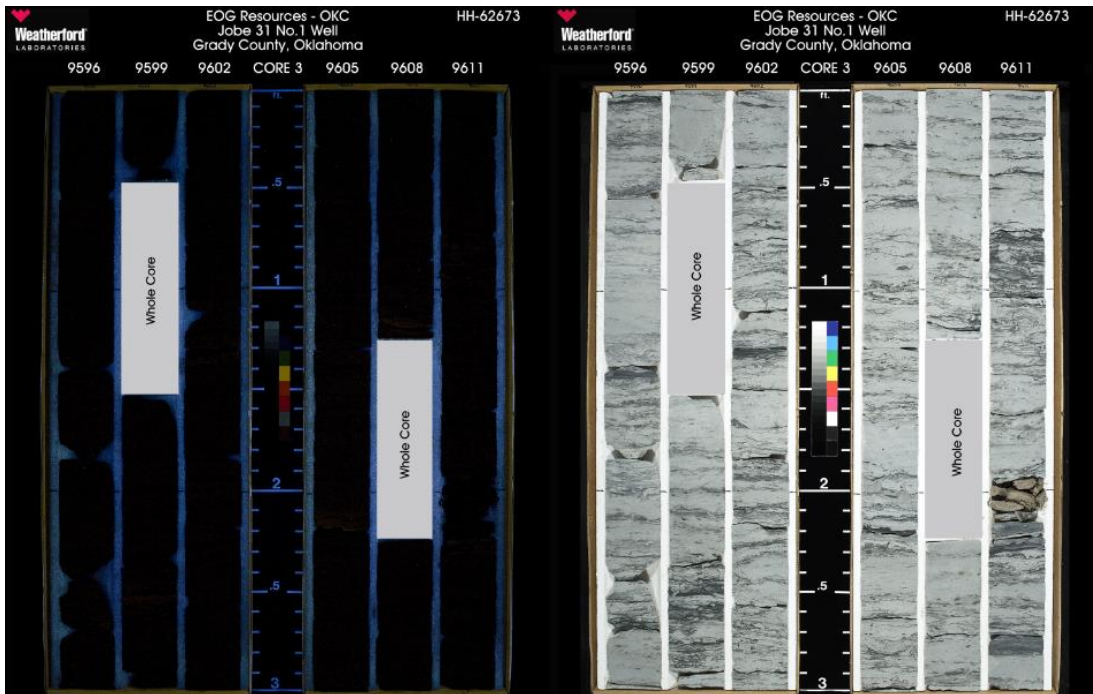 Weatherford
LABORATORIES
EOG Resources - OKC
Jobe 31 No.1 Well
Grady County, Oklahoma
HH-62673
9596 9599 9602 CORE 3 9605 9608 9611
ft.
.5
1
2
.5
3
Whole Core
Whole Core
Weatherford
LABORATORIES
EOG Resources - OKC
Jobe 31 No.1 Well
Grady County, Oklahoma
HH-62673
9596 9599 9602 CORE 3 9605 9608 9611
ft.
.5
1
2
.5
3
Whole Core
Whole Core